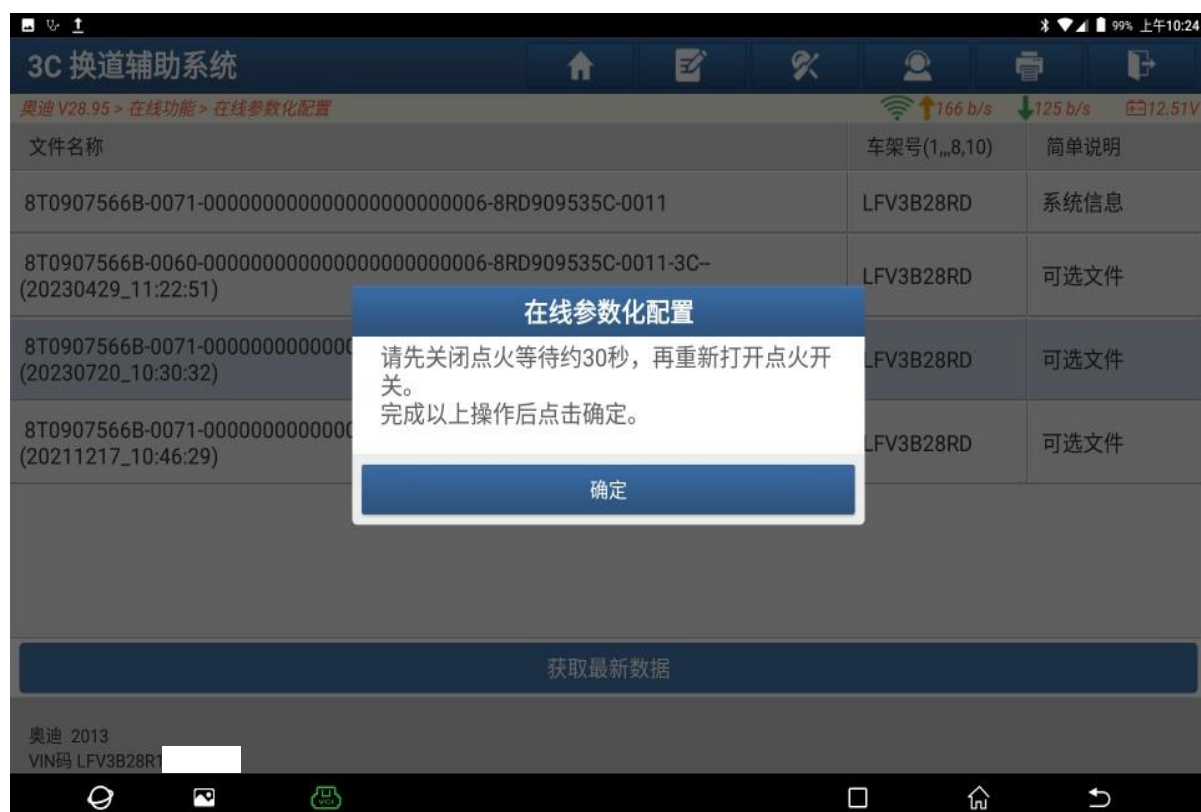 99% 上午10:24
3C 换道辅助系统
奥迪 V28.95 > 在线功能 > 在线参数化配置
166 b/s
125 b/s
12.51V
文件名称
车架号(1,,,8,10)
简单说明
8T0907566B-0071-000000000000000000000006-8RD909535C-0011
LFV3B28RD
系统信息
8T0907566B-0060-000000000000000000000006-8RD909535C-0011-3C--
(20230429_11:22:51)
LFV3B28RD
可选文件
8T0907566B-0071-0000000000000
(20230720_10:30:32)
LFV3B28RD
可选文件
8T0907566B-0071-0000000000000
(20211217_10:46:29)
LFV3B28RD
可选文件
在线参数化配置
请先关闭点火等待约30秒，再重新打开点火开
关。
完成以上操作后点击确定。
确定
获取最新数据
奥迪 2013
VIN码 LFV3B28R1
VCI